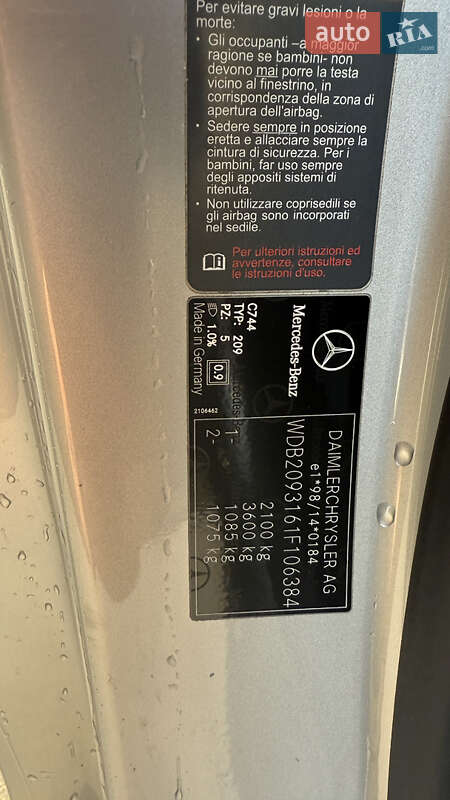 Per evitare gravi lesioni o la
morte:
• Gli occupanti –a maggior
ragione se bambini- non
devono mai porre la testa
vicino al finestrino, in
corrispondenza della zona di
apertura dell'airbag.
• Sedere sempre in posizione
eretta e allacciare sempre la
cintura di sicurezza. Per i
bambini, far uso sempre
degli appositi sistemi di
ritenuta.
• Non utilizzare coprisedili se
gli airbag sono incorporati
nel sedile.
Per ulteriori istruzioni ed
avvertenze, consultare
le istruzioni d'uso.
auto RIA.com
Mercedes-Benz
C744
TYP: 209
PZ: 5
1.0%
0.9
Made in Germany
2106462
DAIMLERCHRYSLER AG
e1*98/14*0184
WDB2093161F106384
2100 kg
3600 kg
1- 1085 kg
2- 1075 kg